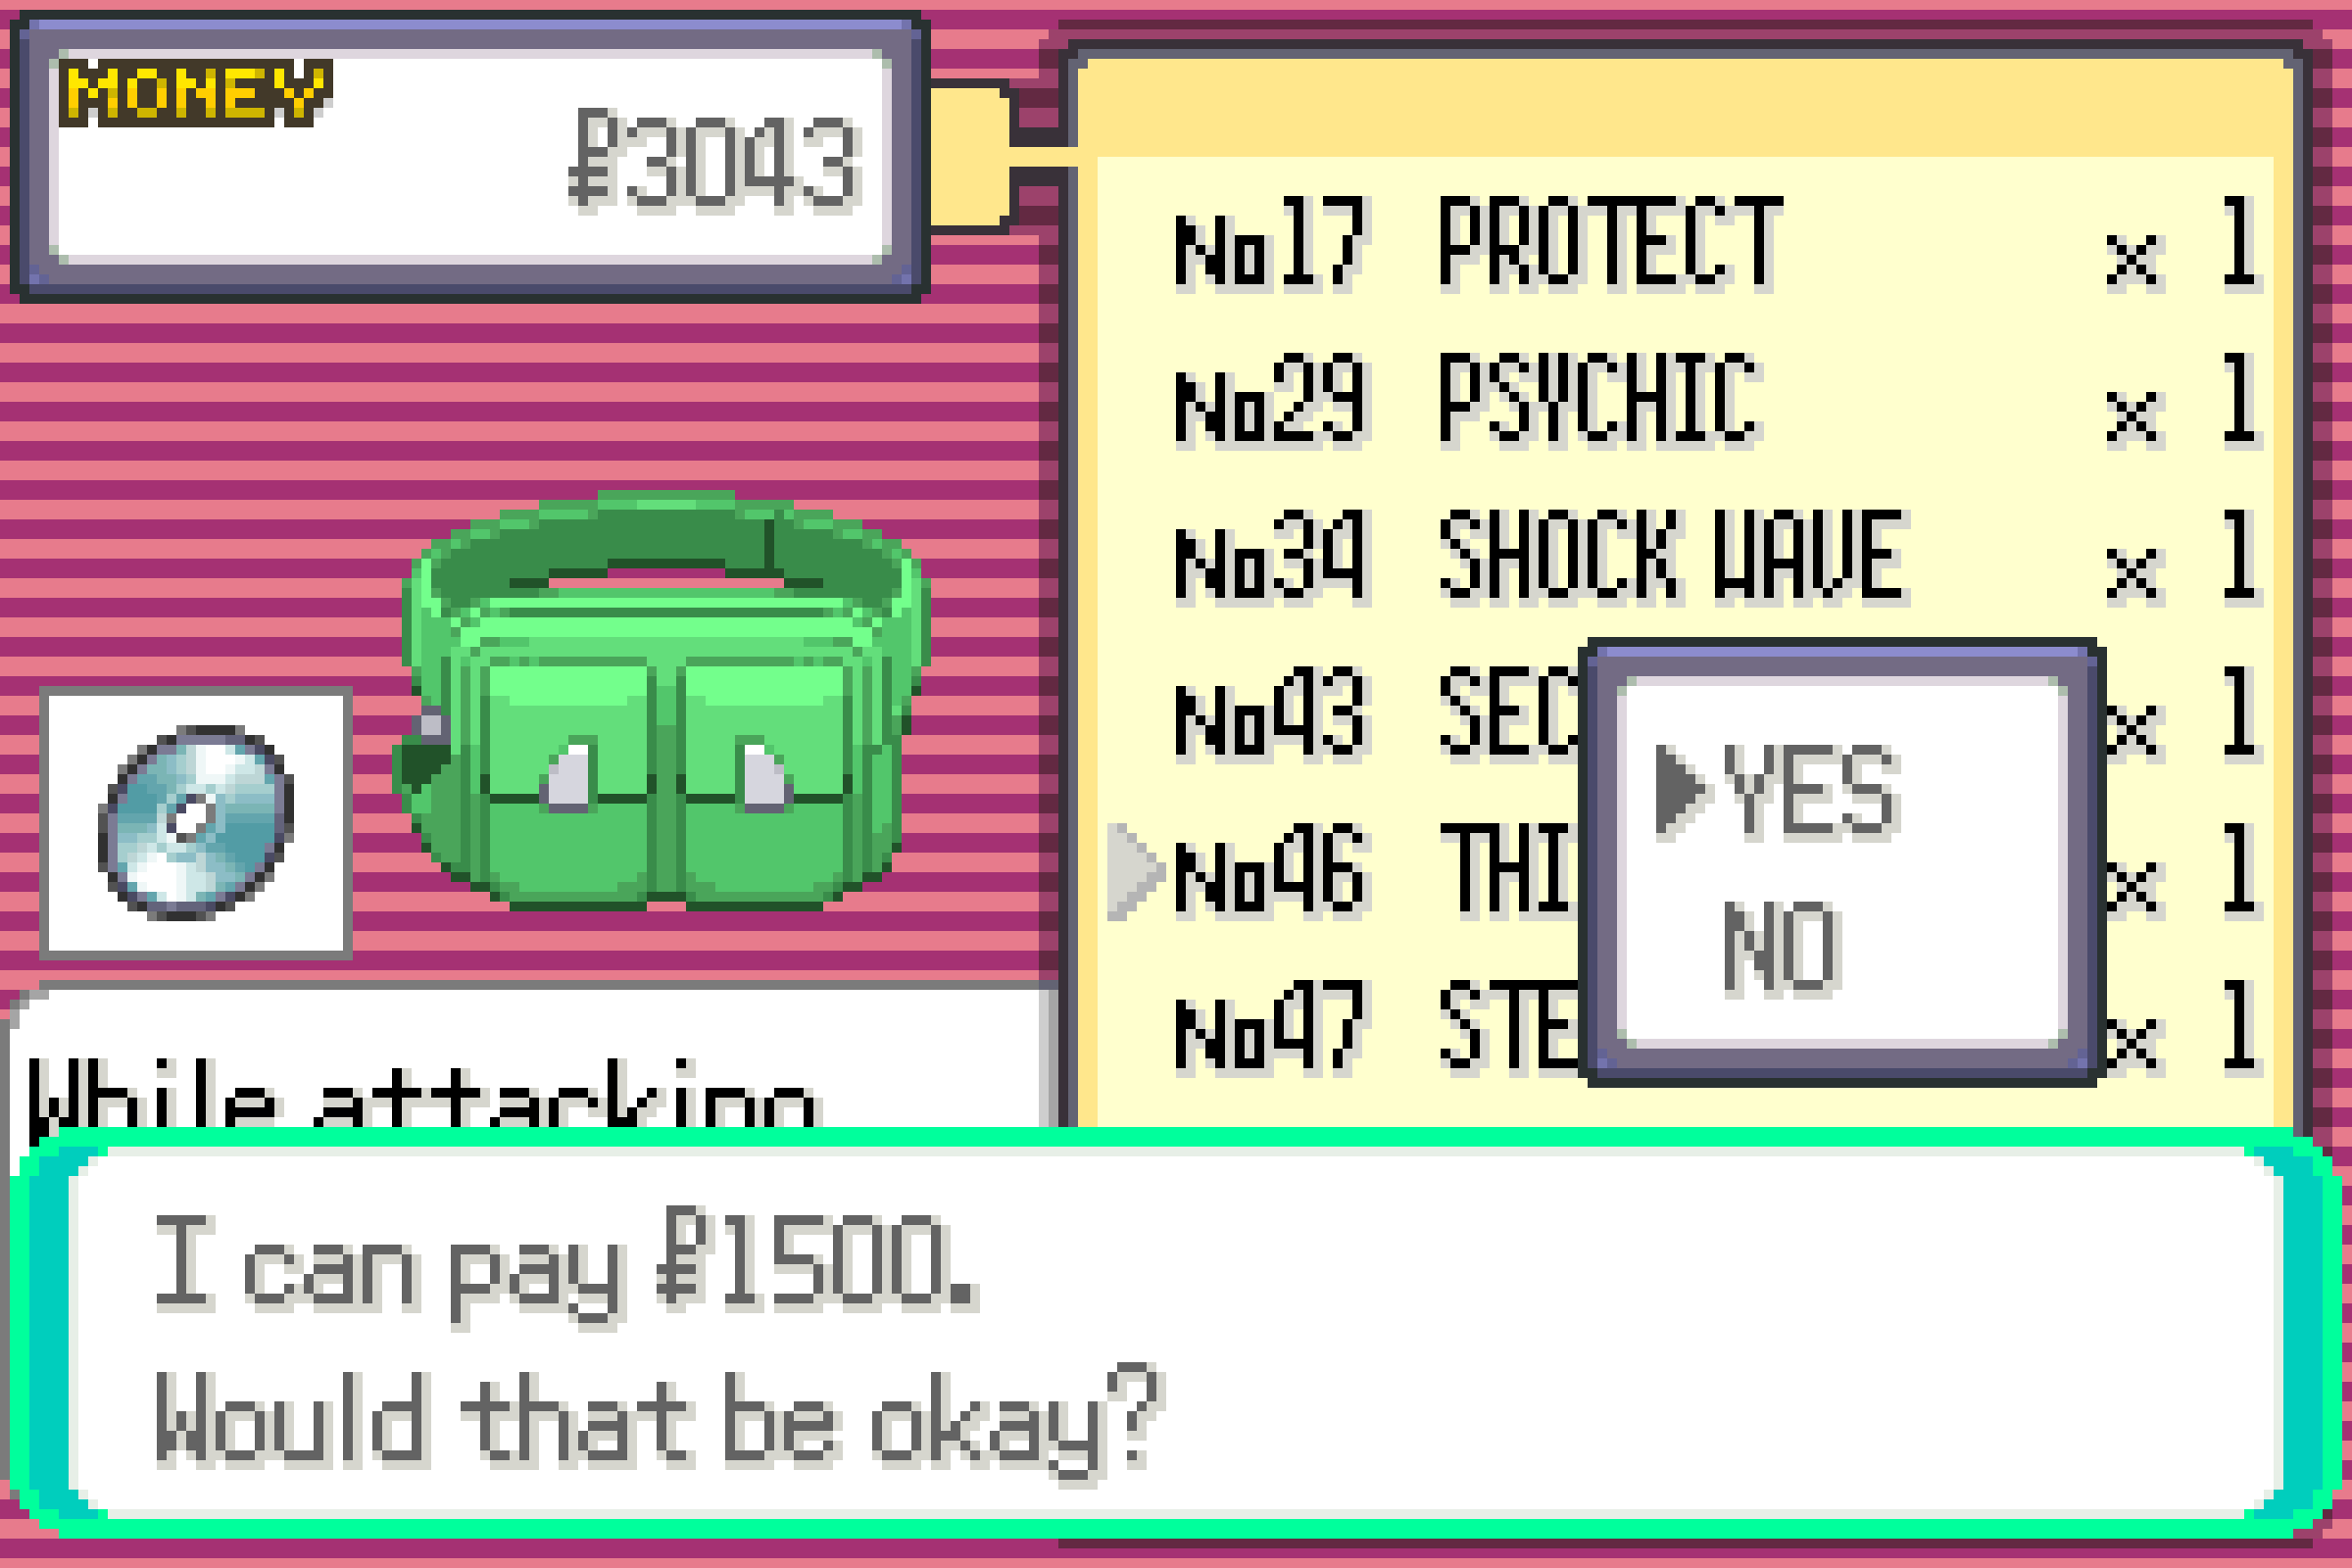 MONEY
₽3043
No17 PROTECT × 1
No29 PSYCHIC × 1
No34 SHOCK WAVE × 1
No43 SEC × 1
No46 THI × 1
No47 STE × 1
YES
NO
While attacking
I can pay ₽1500.
Would that be okay?